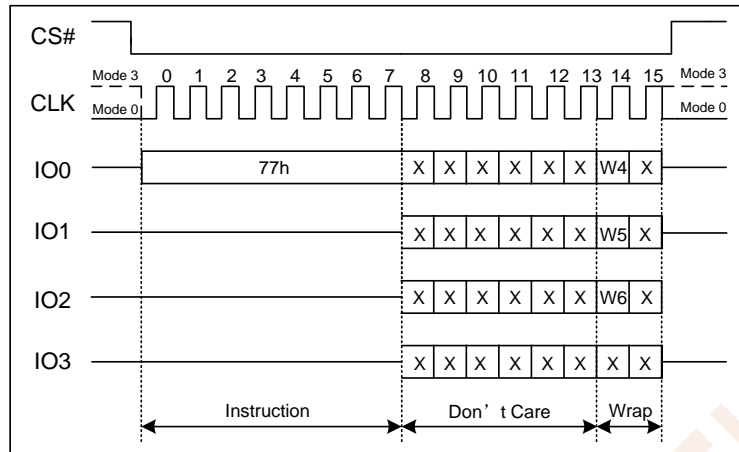 CS#
Mode 3 0 1 2 3 4 5 6 7 8 9 10 11 12 13 14 15 Mode 3
CLK Mode 0 Mode 0
IO0 77h X X X X X X W4 X
IO1 X X X X X X W5 X
IO2 X X X X X X W6 X
IO3 X X X X X X X X
Instruction Don’t Care Wrap